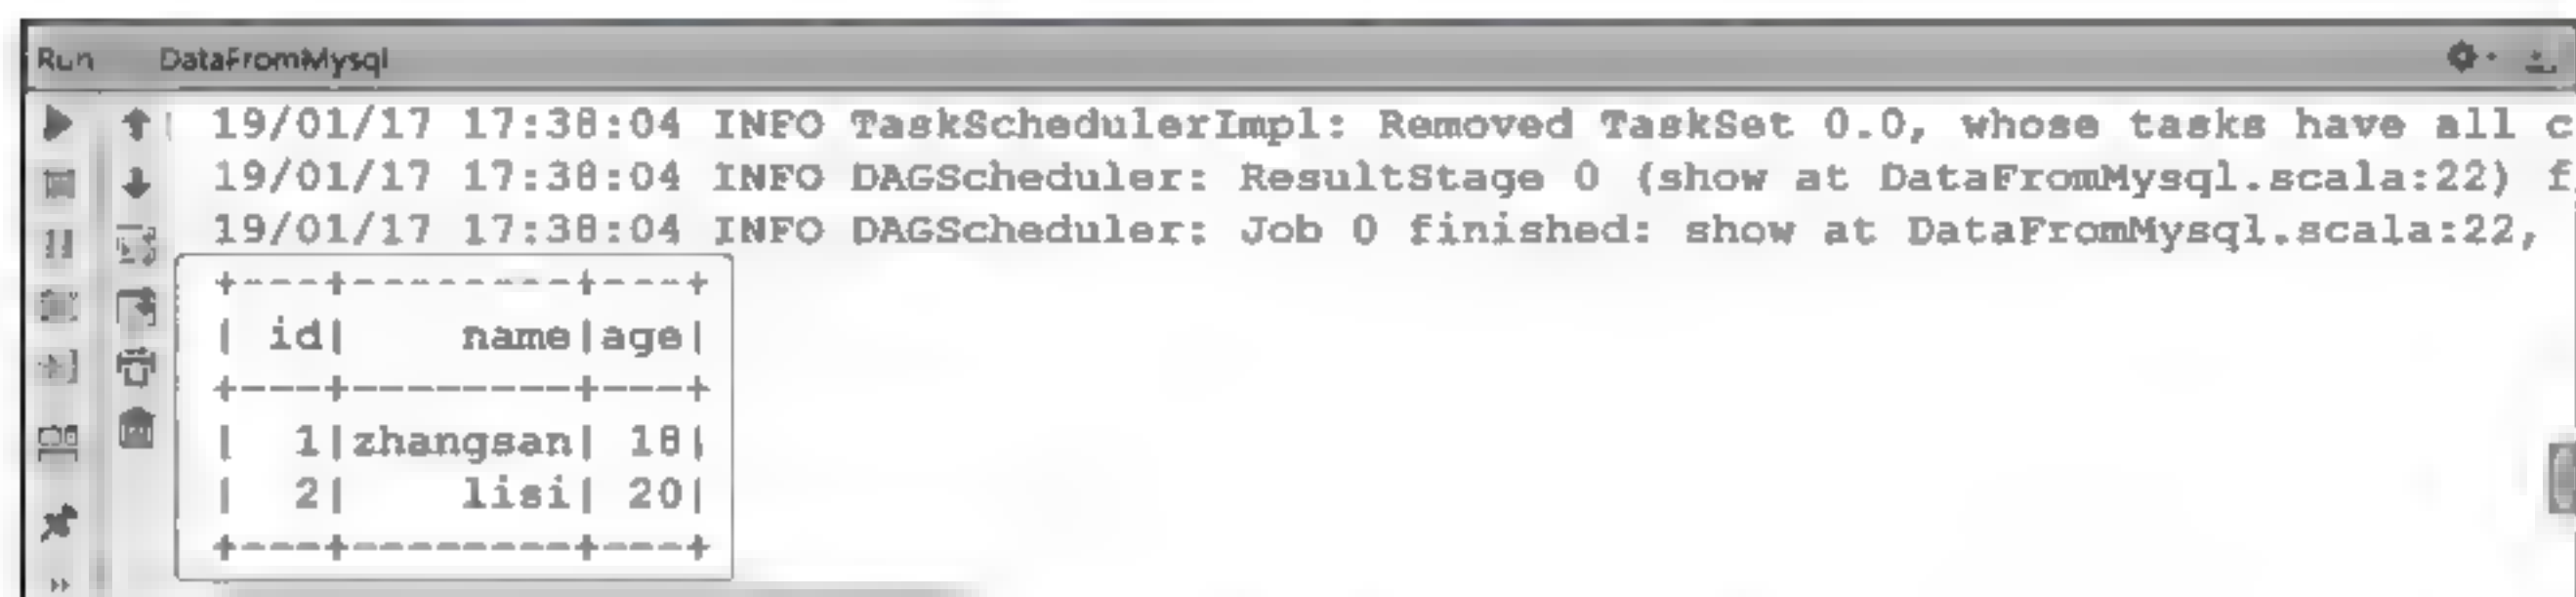 Run DataFromMysql
19/01/17 17:38:04 INFO TaskSchedulerImpl: Removed TaskSet 0.0, whose tasks have all c
19/01/17 17:38:04 INFO DAGScheduler: ResultStage 0 (show at DataFromMysql.scala:22) f
19/01/17 17:38:04 INFO DAGScheduler: Job 0 finished: show at DataFromMysql.scala:22,
+---+--------+---+
| id|    name|age|
+---+--------+---+
|  1|zhangsan| 18|
|  2|    lisi| 20|
+---+--------+---+